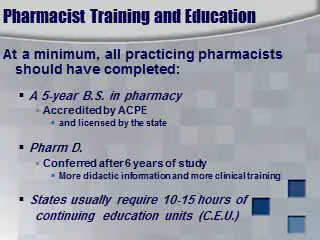 Pharmacist Training and Education
At a minimum, all practicing pharmacists
should have completed:
▪ A 5-year B.S. in pharmacy
▫ Accredited by ACPE
▪ and licensed by the state
▪ Pharm D.
▫ Conferred after 6 years of study
▪ More didactic information and more clinical training
▪ States usually require 10-15 hours of
continuing education units (C.E.U.)